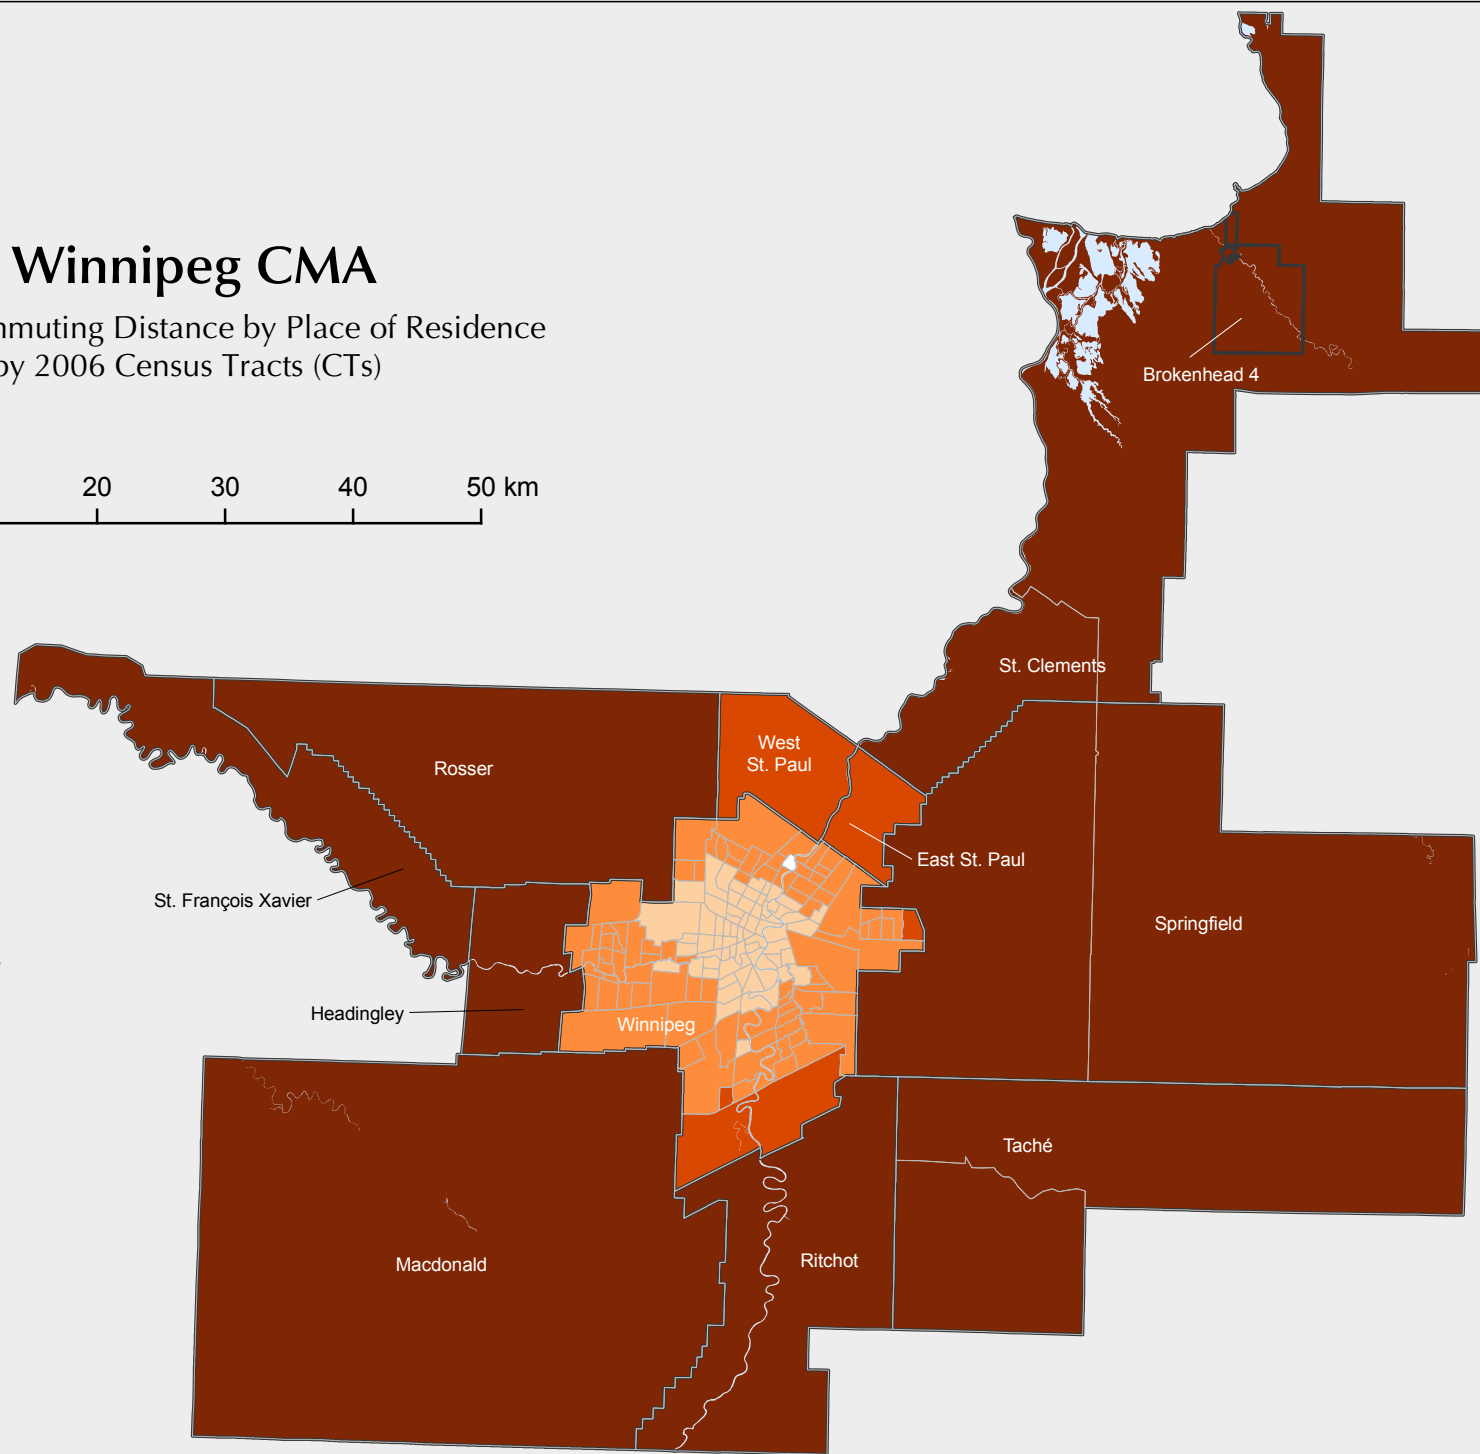 Winnipeg CMA
mmuting Distance by Place of Residence
by 2006 Census Tracts (CTs)
20 30 40 50 km
Brokenhead 4
St. Clements
West
St. Paul
Rosser
East St. Paul
St. François Xavier
Springfield
Headingley
Winnipeg
Taché
Macdonald
Ritchot